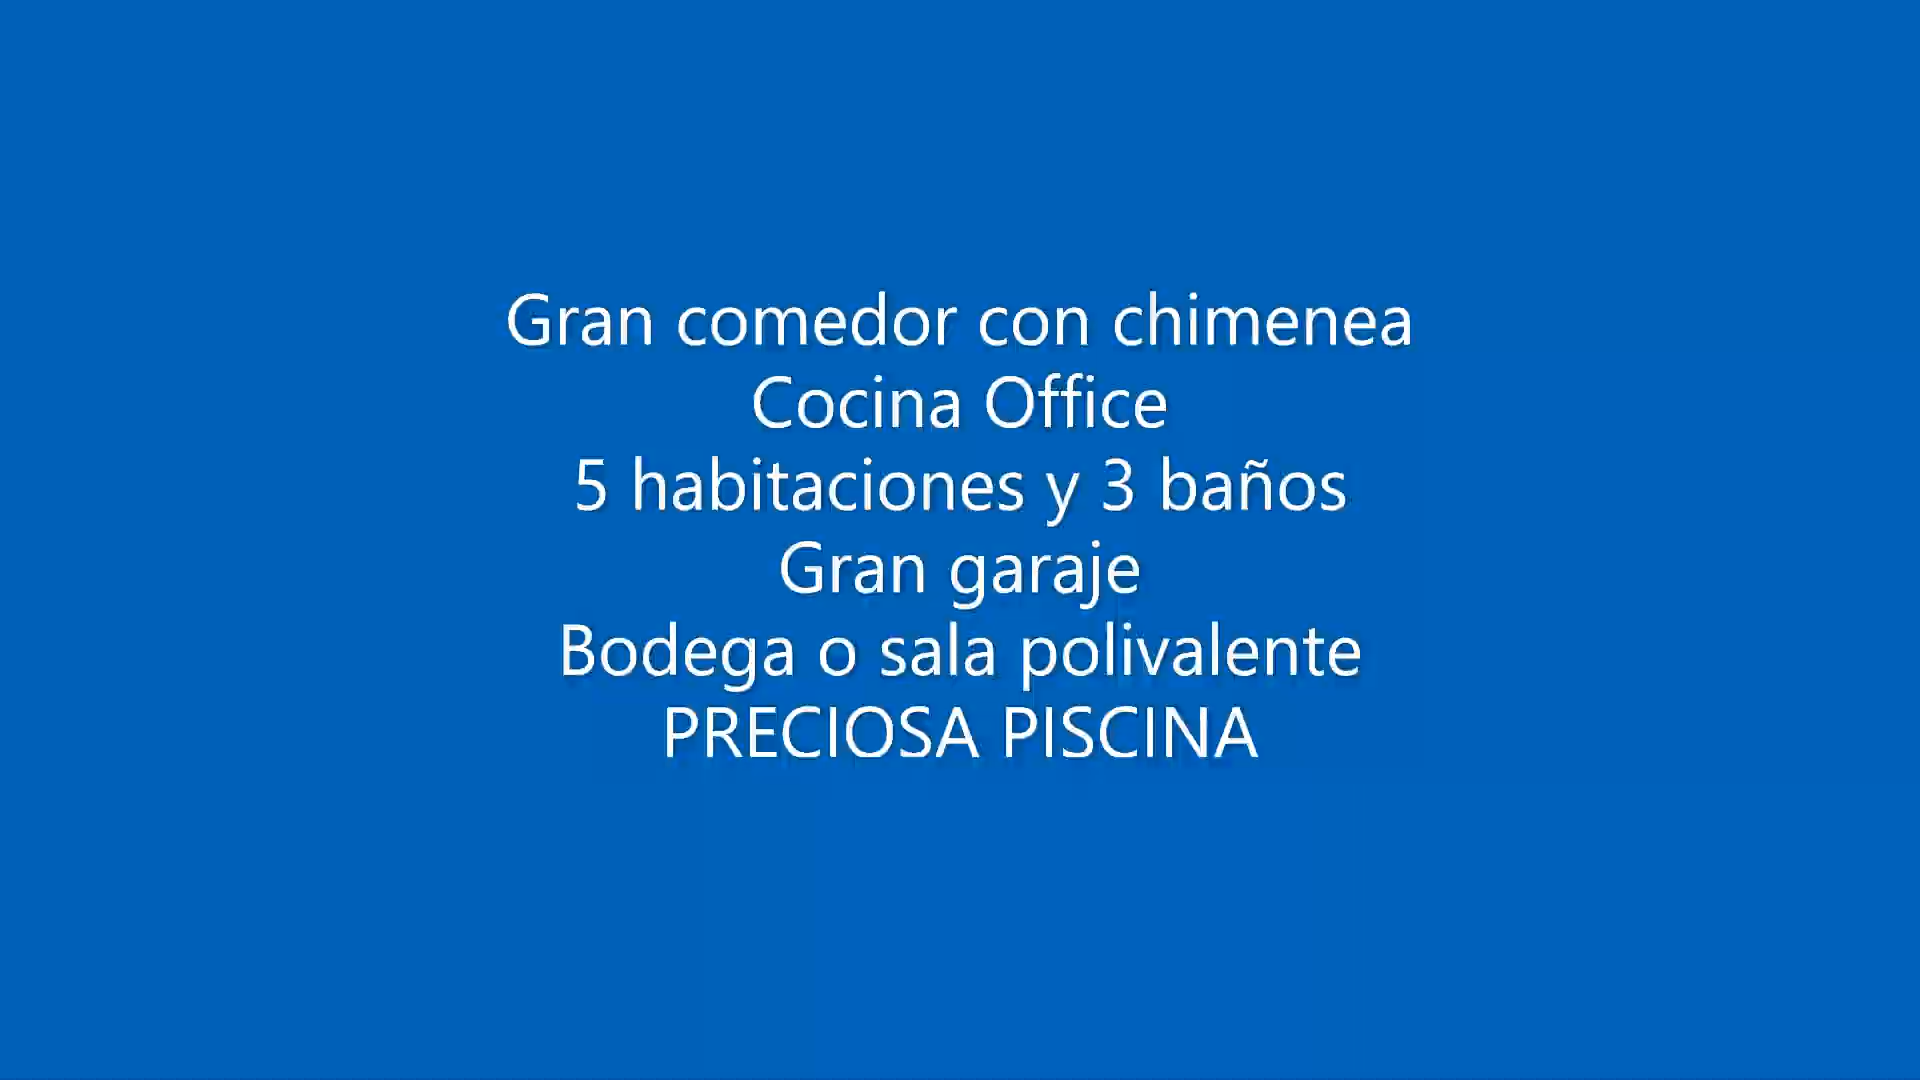 Gran comedor con chimenea
Cocina Office
5 habitaciones y 3 baños
Gran garaje
Bodega o sala polivalente
PRECIOSA PISCINA